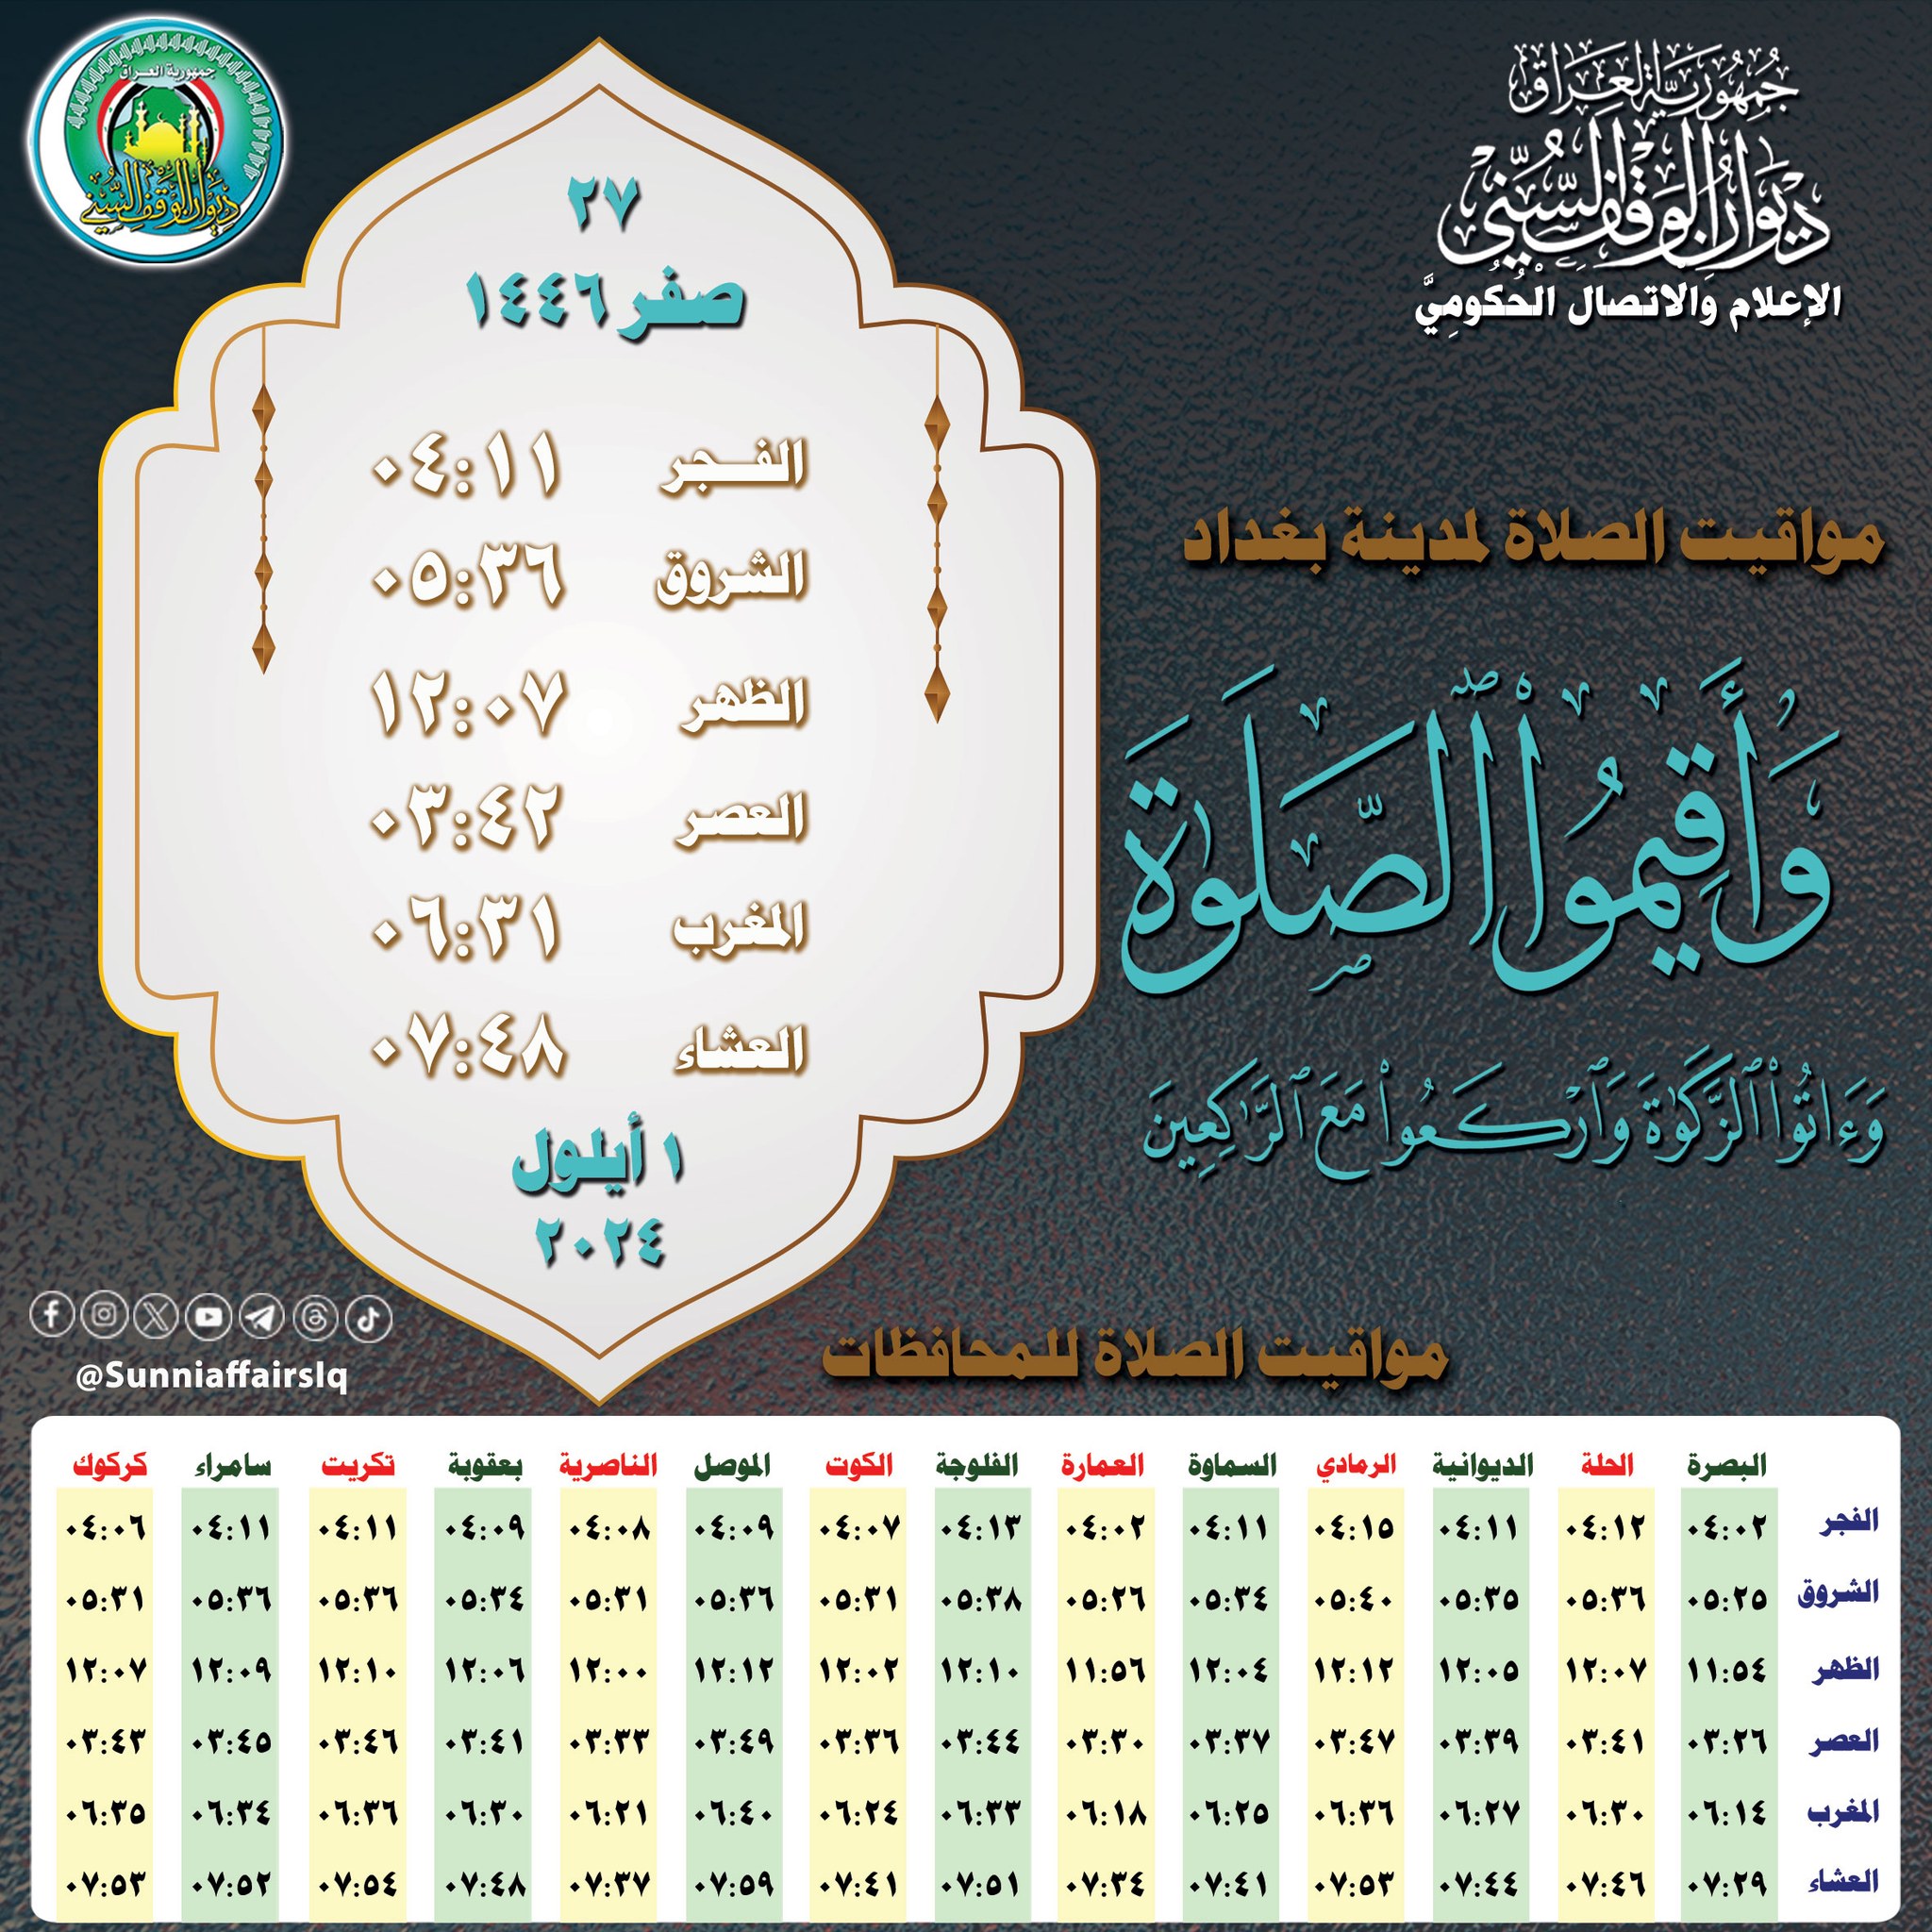 جمهورية العراق
ديوان الوقف السني
جُمهُوريَّة العِرَاق
ديوان الوقف السُّنّي
الإعلام والاتصال الحُكُوميَّ
٢٧
صفر ١٤٤٦
الفـجر ٠٤:١١
الشروق ٠٥:٣٦
الظهر ١٢:٠٧
العصر ٠٣:٤٢
المغرب ٠٦:٣١
العشاء ٠٧:٤٨
١ أيلول
٢٠٢٤
مواقيت الصلاة لمدينة بغداد
وَأَقِيمُوا۟ ٱلصَّلَوٰةَ
وَءَاتُوا۟ ٱلزَّكَوٰةَ وَٱرْكَعُوا۟ مَعَ ٱلرَّٰكِعِينَ
@SunniaffairsIq
مواقيت الصلاة للمحافظات
البصرة الحلة الديوانية الرمادي السماوة العمارة الفلوجة الكوت الموصل الناصرية بعقوبة تكريت سامراء كركوك
الفجر ٠٤:٠٢ ٠٤:١٢ ٠٤:١١ ٠٤:١٥ ٠٤:١١ ٠٤:٠٢ ٠٤:١٣ ٠٤:٠٧ ٠٤:٠٩ ٠٤:٠٨ ٠٤:٠٩ ٠٤:١١ ٠٤:١١ ٠٤:٠٦
الشروق ٠٥:٢٥ ٠٥:٣٦ ٠٥:٣٥ ٠٥:٤٠ ٠٥:٣٤ ٠٥:٢٦ ٠٥:٣٨ ٠٥:٣١ ٠٥:٣٦ ٠٥:٣١ ٠٥:٣٤ ٠٥:٣٦ ٠٥:٣٦ ٠٥:٣١
الظهر ١١:٥٤ ١٢:٠٧ ١٢:٠٥ ١٢:١٢ ١٢:٠٤ ١١:٥٦ ١٢:١٠ ١٢:٠٢ ١٢:١٢ ١٢:٠٠ ١٢:٠٦ ١٢:١٠ ١٢:٠٩ ١٢:٠٧
العصر ٠٣:٢٦ ٠٣:٤١ ٠٣:٣٩ ٠٣:٤٧ ٠٣:٣٧ ٠٣:٣٠ ٠٣:٤٤ ٠٣:٣٦ ٠٣:٤٩ ٠٣:٣٣ ٠٣:٤١ ٠٣:٤٦ ٠٣:٤٥ ٠٣:٤٣
المغرب ٠٦:١٤ ٠٦:٣٠ ٠٦:٢٧ ٠٦:٣٦ ٠٦:٢٥ ٠٦:١٨ ٠٦:٣٣ ٠٦:٢٤ ٠٦:٤٠ ٠٦:٢١ ٠٦:٣٠ ٠٦:٣٦ ٠٦:٣٤ ٠٦:٣٥
العشاء ٠٧:٢٩ ٠٧:٤٦ ٠٧:٤٤ ٠٧:٥٣ ٠٧:٤١ ٠٧:٣٤ ٠٧:٥١ ٠٧:٤١ ٠٧:٥٩ ٠٧:٣٧ ٠٧:٤٨ ٠٧:٥٤ ٠٧:٥٢ ٠٧:٥٣